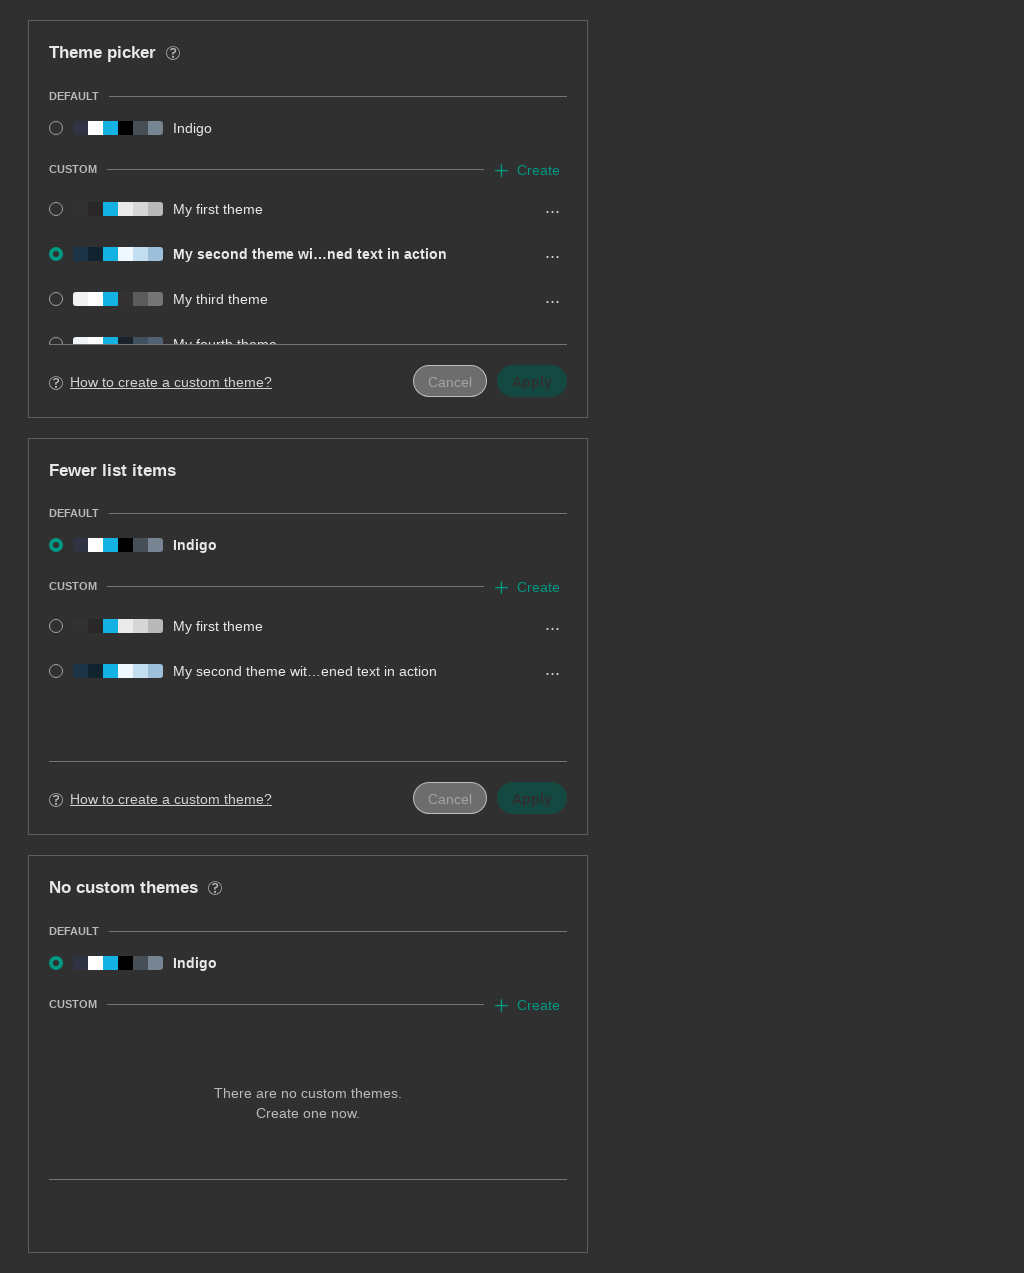 Theme picker
DEFAULT
Indigo
CUSTOM
Create
My first theme
...
My second theme wi…ned text in action
...
My third theme
...
My fourth theme
How to create a custom theme?
Cancel
Apply
Fewer list items
DEFAULT
Indigo
CUSTOM
Create
My first theme
...
My second theme wit…ened text in action
...
How to create a custom theme?
Cancel
Apply
No custom themes
DEFAULT
Indigo
CUSTOM
Create
There are no custom themes.
Create one now.